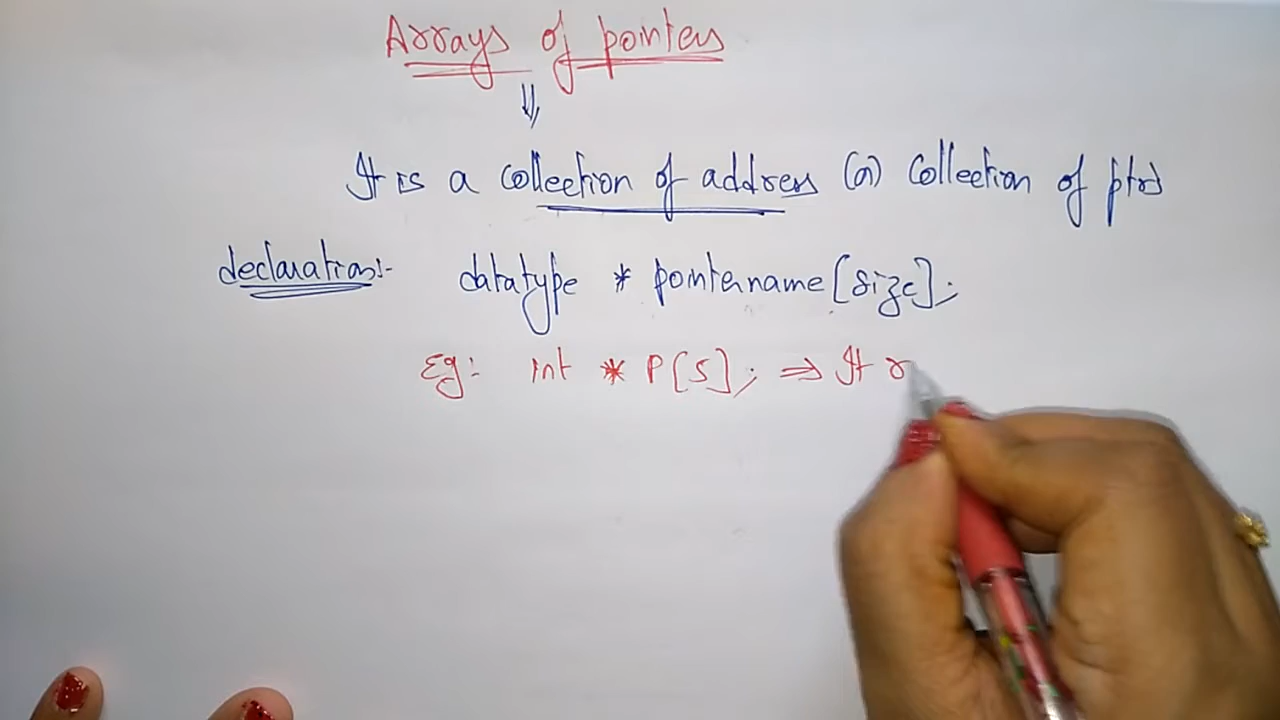 Arrays of pointers
⇓
It is a collection of address (or) collection of ptrs
declaration:- datatype * pointername[size];
Eg: int * P[5]; ⇒ It r